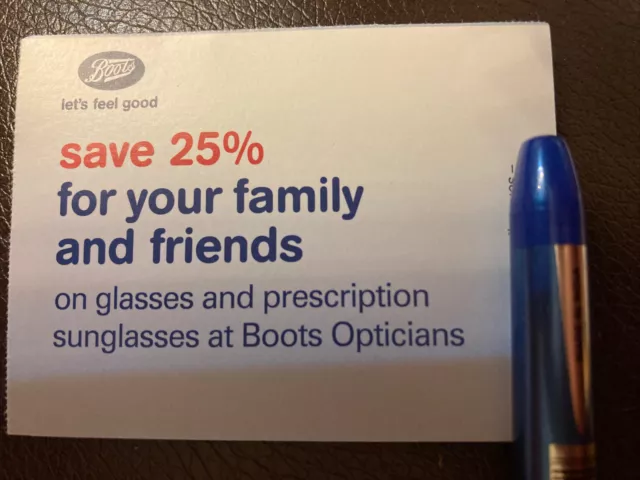 Boots
let's feel good
save 25%
for your family
and friends
on glasses and prescription
sunglasses at Boots Opticians